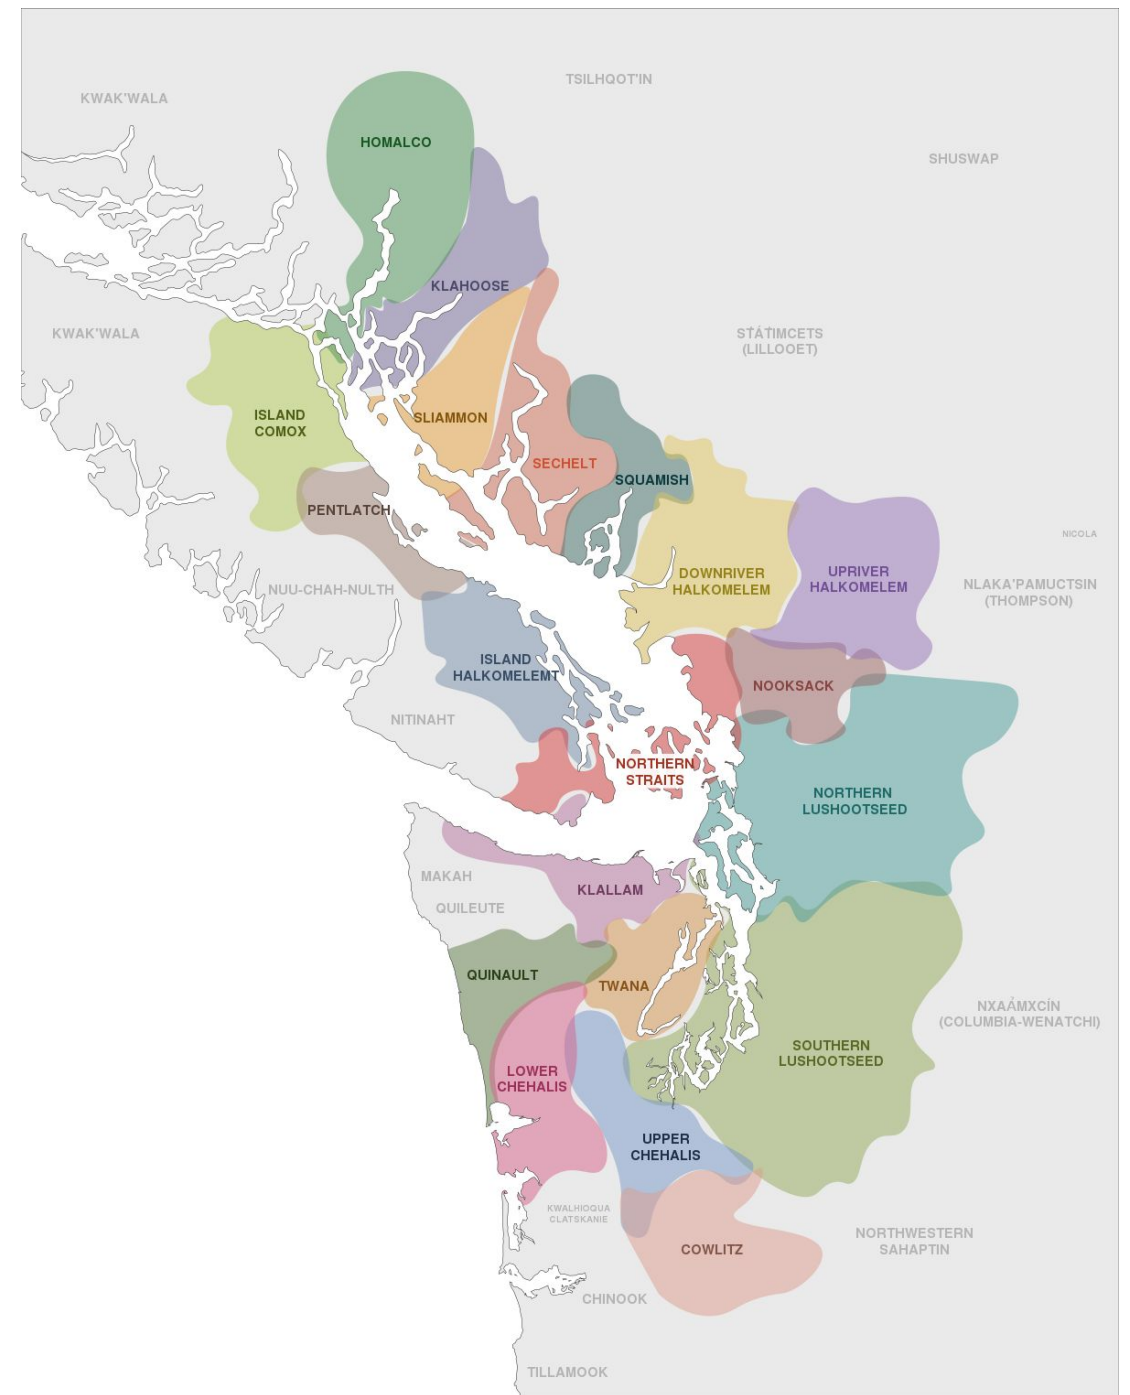 TSILHQOT'IN
KWAK'WALA
HOMALCO
SHUSWAP
KLAHOOSE
KWAK'WALA
SŤÁŤIMCETS
(LILLOOET)
ISLAND
COMOX
SLIAMMON
SECHELT
SQUAMISH
PENTLATCH
NICOLA
DOWNRIVER
HALKOMELEM
UPRIVER
HALKOMELEM
NUU-CHAH-NULTH
NLAKA'PAMUCTSIN
(THOMPSON)
ISLAND
HALKOMELEMT
NOOKSACK
NITINAHT
NORTHERN
STRAITS
NORTHERN
LUSHOOTSEED
MAKAH
KLALLAM
QUILEUTE
QUINAULT
TWANA
NXAÁMXCÍN
(COLUMBIA-WENATCHI)
SOUTHERN
LUSHOOTSEED
LOWER
CHEHALIS
UPPER
CHEHALIS
KWALHIOQUA
CLATSKANIE
NORTHWESTERN
SAHAPTIN
COWLITZ
CHINOOK
TILLAMOOK